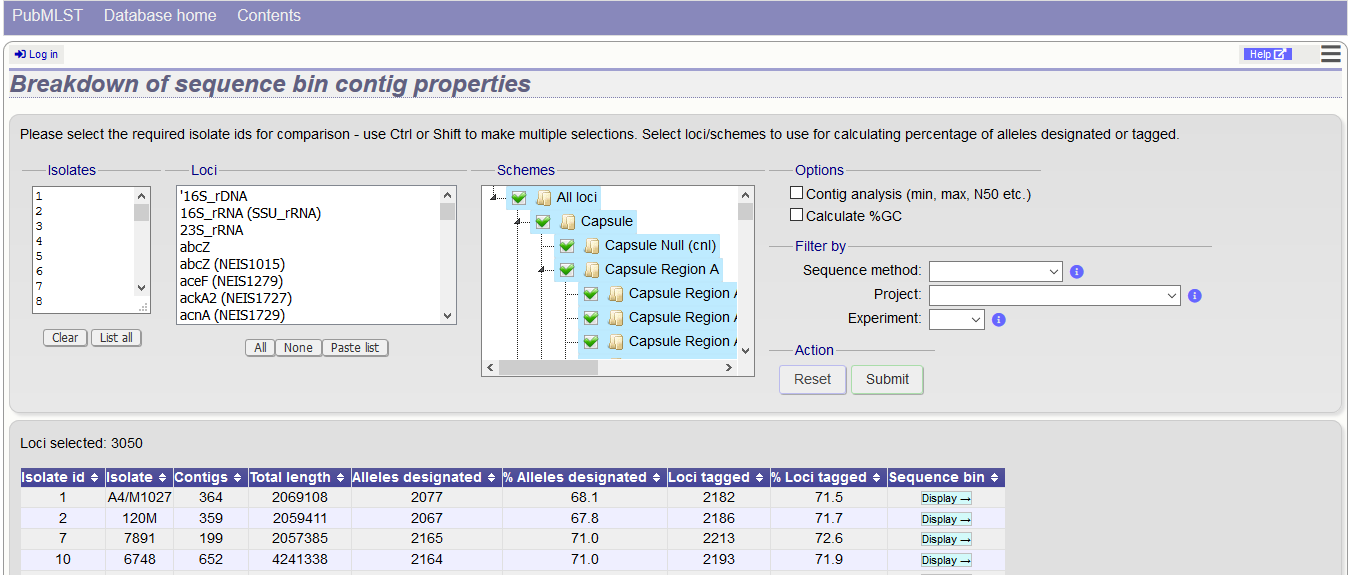 PubMLST Database home Contents
Log in Help
Breakdown of sequence bin contig properties
Please select the required isolate ids for comparison - use Ctrl or Shift to make multiple selections. Select loci/schemes to use for calculating percentage of alleles designated or tagged.
Isolates
1
2
3
4
5
6
7
8
Clear List all
Loci
'16S_rDNA
16S_rRNA (SSU_rRNA)
23S_rRNA
abcZ
abcZ (NEIS1015)
aceF (NEIS1279)
ackA2 (NEIS1727)
acnA (NEIS1729)
All None Paste list
Schemes
All loci
Capsule
Capsule Null (cnl)
Capsule Region A
Capsule Region A
Capsule Region A
Capsule Region A
Options
Contig analysis (min, max, N50 etc.)
Calculate %GC
Filter by
Sequence method:
Project:
Experiment:
Action
Reset Submit
Loci selected: 3050
Isolate id Isolate Contigs Total length Alleles designated % Alleles designated Loci tagged % Loci tagged Sequence bin
1 A4/M1027 364 2069108 2077 68.1 2182 71.5 Display →
2 120M 359 2059411 2067 67.8 2186 71.7 Display →
7 7891 199 2057385 2165 71.0 2213 72.6 Display →
10 6748 652 4241338 2164 71.0 2193 71.9 Display →